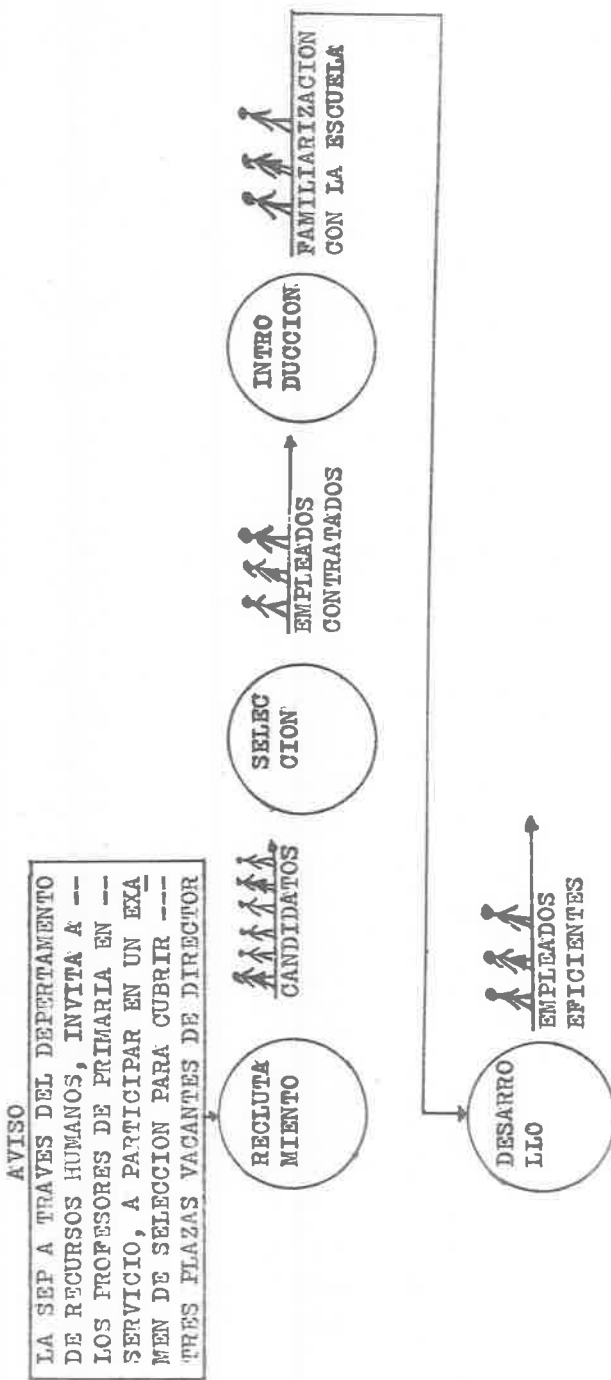 AVISO
LA SEP A TRAVES DEL DEPERTAMENTO
DE RECURSOS HUMANOS, INVITA A --
LOS PROFESORES DE PRIMARIA EN --
SERVICIO, A PARTICIPAR EN UN EXA
MEN DE SELECCION PARA CUBRIR ---
TRES PLAZAS VACANTES DE DIRECTOR
RECLUTA
MIENTO
CANDIDATOS
SELEC
CION
EMPLEADOS
CONTRATADOS
INTRO
DUCCION
FAMILIARIZACION
CON LA ESCUELA
DESARRO
LLO
EMPLEADOS
EFICIENTES